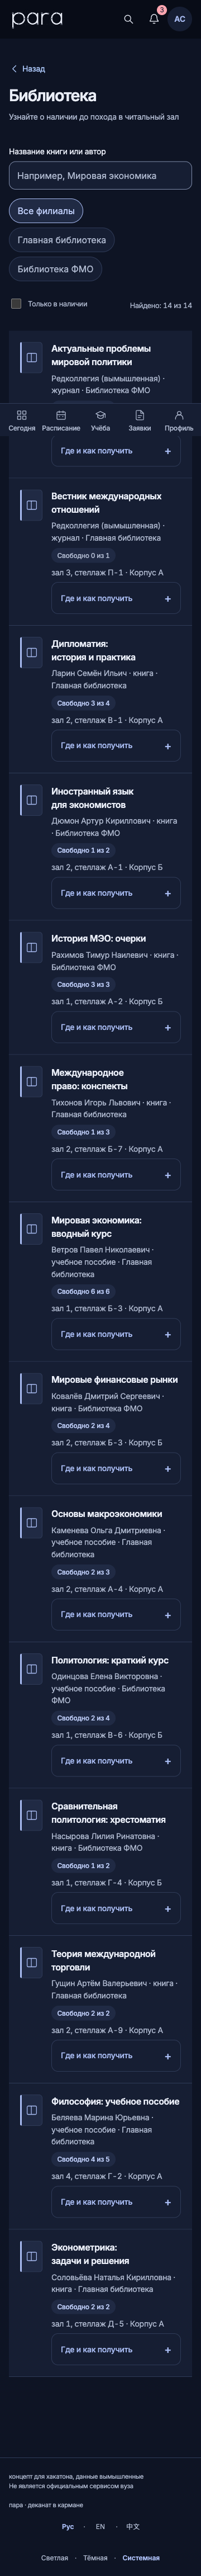 para
3
АС
Назад
Библиотека
Узнайте о наличии до похода в читальный зал
Название книги или автор
Например, Мировая экономика
Все филиалы
Главная библиотека
Библиотека ФМО
Только в наличии
Найдено: 14 из 14
Актуальные проблемы
мировой политики
Редколлегия (вымышленная) ·
журнал · Библиотека ФМО
Сегодня
Расписание
Учёба
Заявки
Профиль
Где и как получить +
Вестник международных
отношений
Редколлегия (вымышленная) ·
журнал · Главная библиотека
Свободно 0 из 1
зал 3, стеллаж П-1 · Корпус А
Где и как получить +
Дипломатия:
история и практика
Ларин Семён Ильич · книга ·
Главная библиотека
Свободно 3 из 4
зал 2, стеллаж В-1 · Корпус А
Где и как получить +
Иностранный язык
для экономистов
Дюмон Артур Кириллович · книга
· Библиотека ФМО
Свободно 1 из 2
зал 2, стеллаж А-1 · Корпус Б
Где и как получить +
История МЭО: очерки
Рахимов Тимур Наилевич · книга ·
Библиотека ФМО
Свободно 3 из 3
зал 1, стеллаж А-2 · Корпус Б
Где и как получить +
Международное
право: конспекты
Тихонов Игорь Львович · книга ·
Главная библиотека
Свободно 1 из 3
зал 2, стеллаж Б-7 · Корпус А
Где и как получить +
Мировая экономика:
вводный курс
Ветров Павел Николаевич ·
учебное пособие · Главная
библиотека
Свободно 6 из 6
зал 1, стеллаж Б-3 · Корпус А
Где и как получить +
Мировые финансовые рынки
Ковалёв Дмитрий Сергеевич ·
книга · Библиотека ФМО
Свободно 2 из 4
зал 2, стеллаж Б-3 · Корпус Б
Где и как получить +
Основы макроэкономики
Каменева Ольга Дмитриевна ·
учебное пособие · Главная
библиотека
Свободно 2 из 3
зал 2, стеллаж А-4 · Корпус А
Где и как получить +
Политология: краткий курс
Одинцова Елена Викторовна ·
учебное пособие · Библиотека
ФМО
Свободно 2 из 4
зал 1, стеллаж В-6 · Корпус Б
Где и как получить +
Сравнительная
политология: хрестоматия
Насырова Лилия Ринатовна ·
книга · Библиотека ФМО
Свободно 1 из 2
зал 1, стеллаж Г-4 · Корпус Б
Где и как получить +
Теория международной
торговли
Гущин Артём Валерьевич · книга ·
Главная библиотека
Свободно 2 из 2
зал 2, стеллаж А-9 · Корпус А
Где и как получить +
Философия: учебное пособие
Беляева Марина Юрьевна ·
учебное пособие · Главная
библиотека
Свободно 4 из 5
зал 4, стеллаж Г-2 · Корпус А
Где и как получить +
Эконометрика:
задачи и решения
Соловьёва Наталья Кирилловна ·
книга · Главная библиотека
Свободно 2 из 2
зал 1, стеллаж Д-5 · Корпус А
Где и как получить +
концепт для хакатона, данные вымышленные
Не является официальным сервисом вуза
пара · деканат в кармане
Рус · EN · 中文
Светлая · Тёмная · Системная